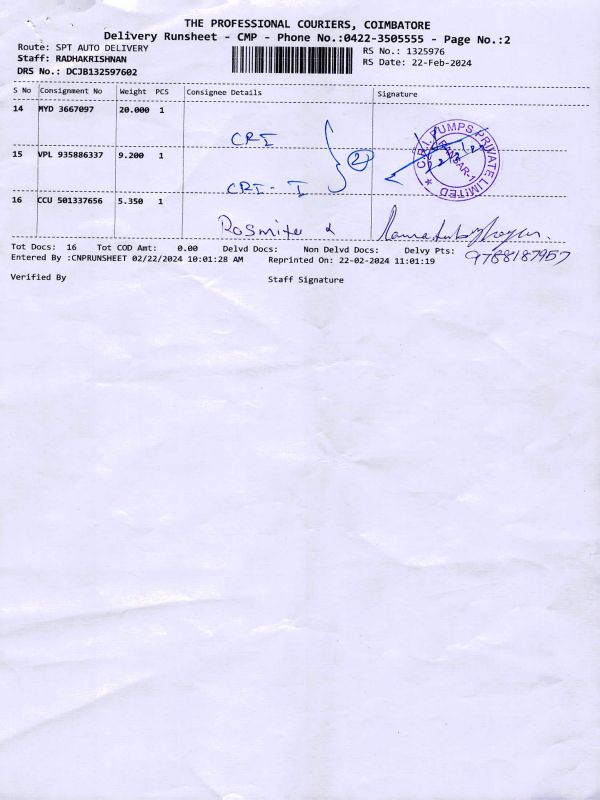 THE PROFESSIONAL COURIERS, COIMBATORE
Delivery Runsheet - CMP - Phone No.:0422-3505555 - Page No.:2
Route: SPT AUTO DELIVERY
RS No.: 1325976
Staff: RADHAKRISHNAN
RS Date: 22-Feb-2024
DRS No.: DCJB132597602
S No Consignment No Weight PCS Consignee Details Signature
14 MYD 3667097 20.000 1
CRI
C.R.I. PUMPS PRIVATE LIMITED
15 VPL 935886337 9.200 1
2
CRI - I
16 CCU 501337656 5.350 1
Tot Docs: 16 Tot COD Amt: 0.00 Delvd Docs: Non Delvd Docs: Delvy Pts:
9788187957
Entered By :CNPRUNSHEET 02/22/2024 10:01:28 AM Reprinted On: 22-02-2024 11:01:19
Verified By Staff Signature